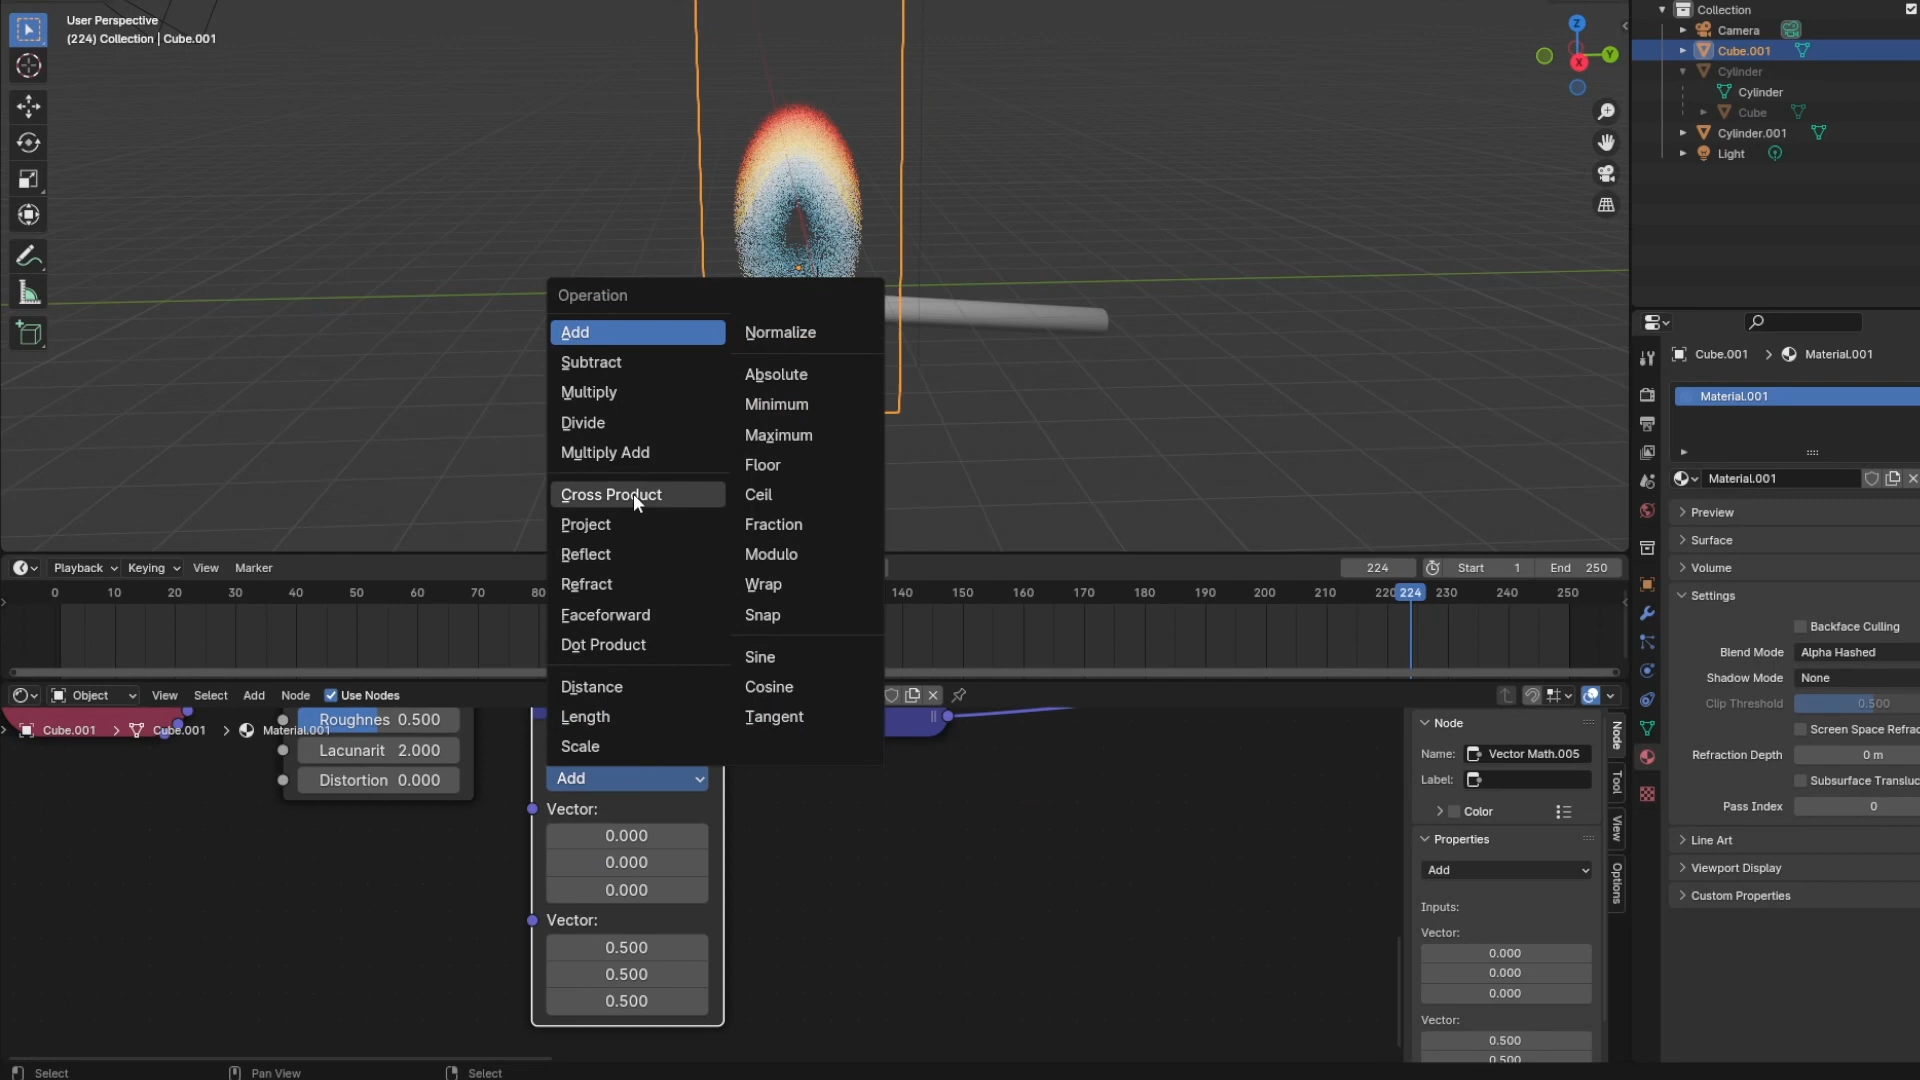 User Perspective
(224) Collection | Cube.001
Z
Y
X
Collection
Camera
Cube.001
Cylinder
Cylinder
Cube
Cylinder.001
Light
Operation
Add
Subtract
Multiply
Divide
Multiply Add
Cross Product
Project
Reflect
Refract
Faceforward
Dot Product
Distance
Length
Scale
Normalize
Absolute
Minimum
Maximum
Floor
Ceil
Fraction
Modulo
Wrap
Snap
Sine
Cosine
Tangent
Playback Keying View Marker
224 Start 1 End 250
0 10 20 30 40 50 60 70 80 140 150 160 170 180 190 200 210 220 224 230 240 250
Object View Select Add Node Use Nodes
Cube.001 Cube.001 Material.001
Roughnes 0.500
Lacunarit 2.000
Distortion 0.000
Add
Vector:
0.000
0.000
0.000
Vector:
0.500
0.500
0.500
Node
Name: Vector Math.005
Label:
Color
Properties
Add
Inputs:
Vector:
0.000
0.000
0.000
Vector:
0.500
0.500
Node
Tool
View
Options
Cube.001 Material.001
Material.001
Material.001
Preview
Surface
Volume
Settings
Backface Culling
Blend Mode Alpha Hashed
Shadow Mode None
Clip Threshold 0.500
Screen Space Refrac
Refraction Depth 0 m
Subsurface Transluc
Pass Index 0
Line Art
Viewport Display
Custom Properties
Select Pan View Select